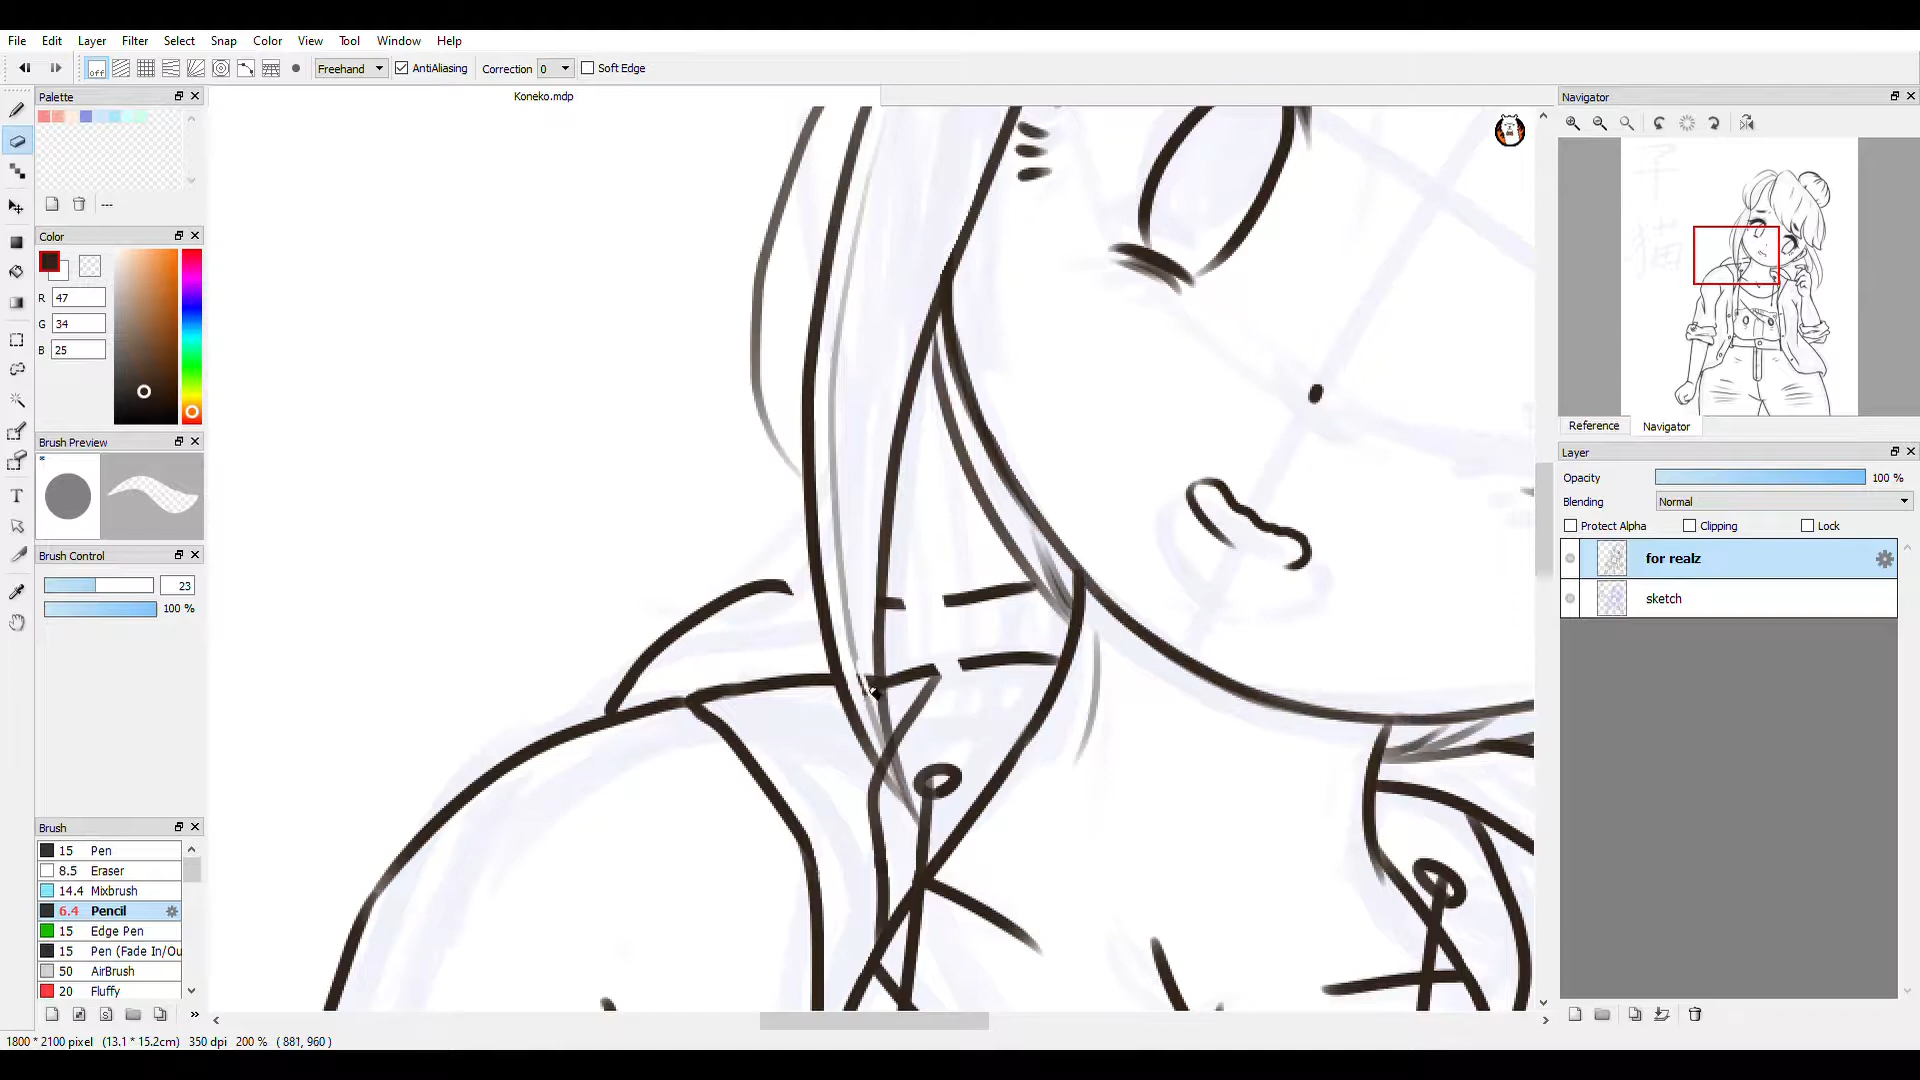 File Edit Layer Filter Select Snap Color View Tool Window Help
off Freehand AntiAliasing Correction 0 Soft Edge
Palette
Koneko.mdp
Navigator
---
Color
R 47
G 34
B 25
Brush Preview
*
Brush Control
23
100 %
Brush
15 Pen
8.5 Eraser
14.4 Mixbrush
6.4 Pencil
15 Edge Pen
15 Pen (Fade In/Ou
50 AirBrush
20 Fluffy
T
S
»
子
猫
Reference Navigator
Layer
Opacity 100 %
Blending Normal
Protect Alpha Clipping Lock
for realz
sketch
1800 * 2100 pixel (13.1 * 15.2cm) 350 dpi 200 % ( 881, 960 )